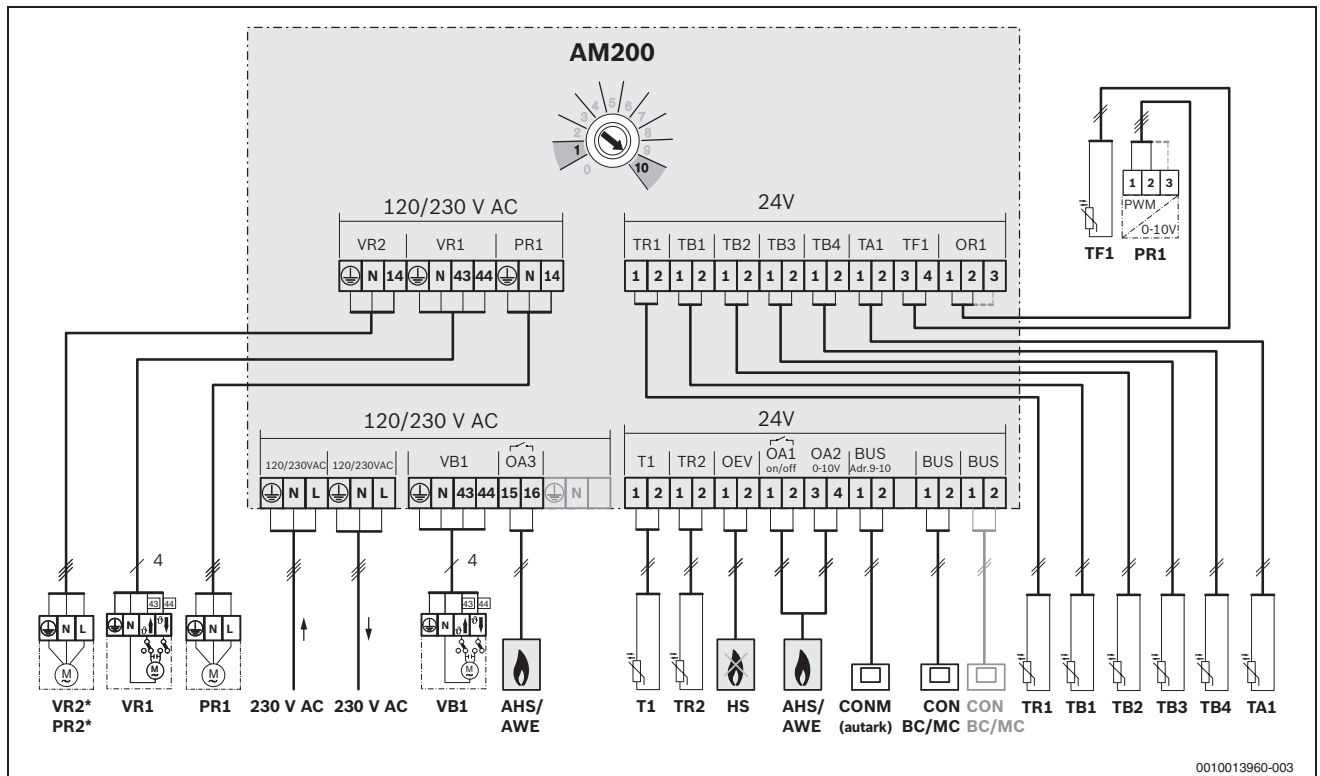 AM200
0 1 2 3 4 5 6 7 8 9 10
120/230 V AC
VR2 VR1 PR1
N 14 N 43 44 N 14
24V
TR1 TB1 TB2 TB3 TB4 TA1 TF1 OR1
1 2 1 2 1 2 1 2 1 2 1 2 3 4 1 2 3
1 2 3
PWM
0-10V
TF1 PR1
120/230 V AC
120/230VAC 120/230VAC VB1 OA3
N L N L N 43 44 15 16 N
24V
T1 TR2 OEV OA1 OA2 BUS BUS BUS
on/off 0-10V Adr.9-10
1 2 1 2 1 2 1 2 3 4 1 2 1 2 1 2
4 4
43 44 43 44
N L N ϑ ϑ N L N ϑ ϑ
M M M M
~ ~ ~ ~
VR2* VR1 PR1 230 V AC 230 V AC VB1 AHS/ T1 TR2 HS AHS/ CONM CON CON TR1 TB1 TB2 TB3 TB4 TA1
PR2* AWE AWE (autark) BC/MC BC/MC
0010013960-003